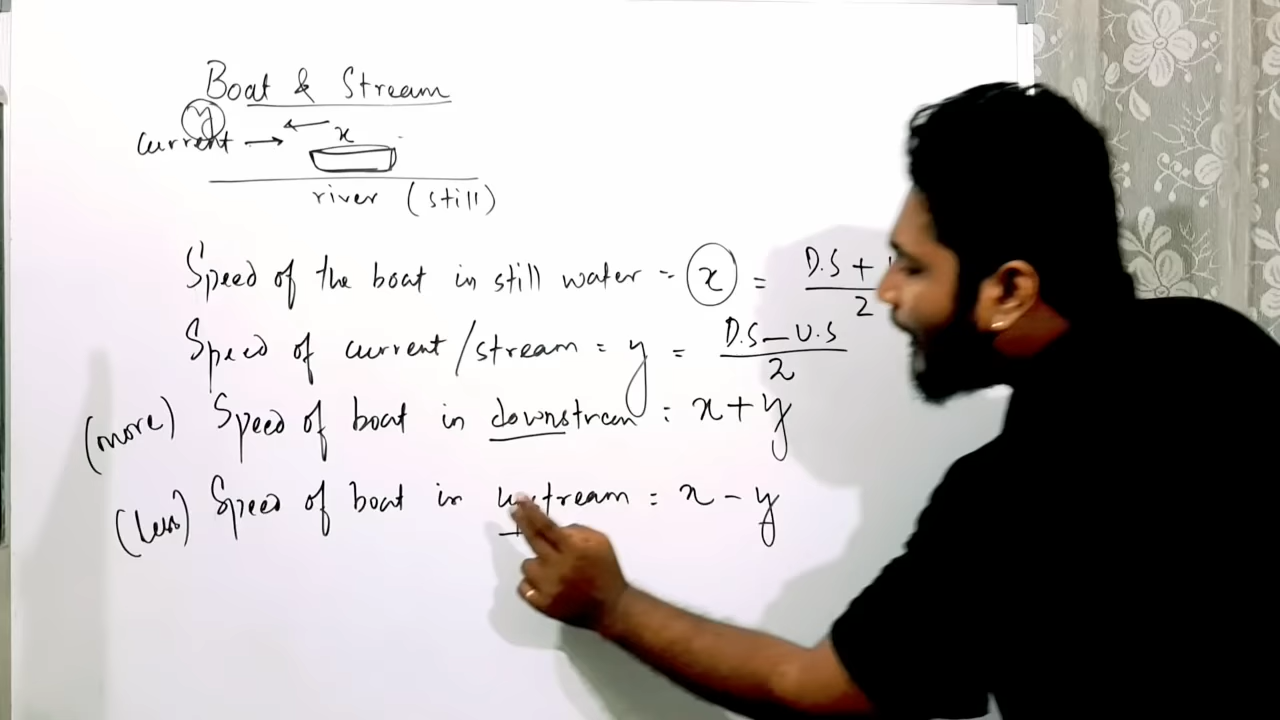 Boat & Stream
y
current → ← x
river (still)
Speed of the boat in still water = x = D.S + / 2
Speed of current/stream = y = D.S - U.S / 2
(more) Speed of boat in downstream = x + y
(less) Speed of boat in upstream = x - y